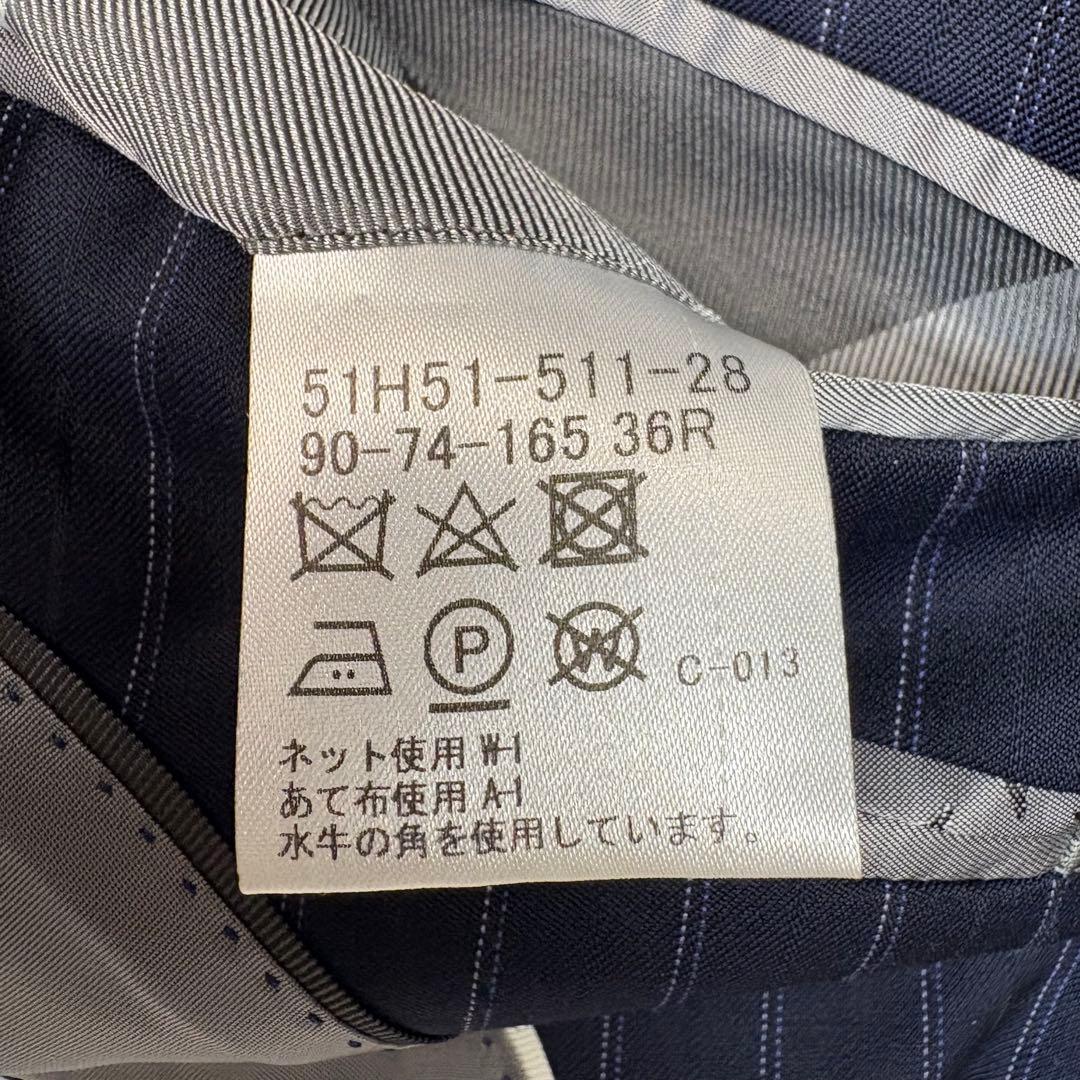 51H51-511-28
90-74-165 36R
P W C-013
ネット使用 W-1
あて布使用 A-1
水牛の角を使用しています。